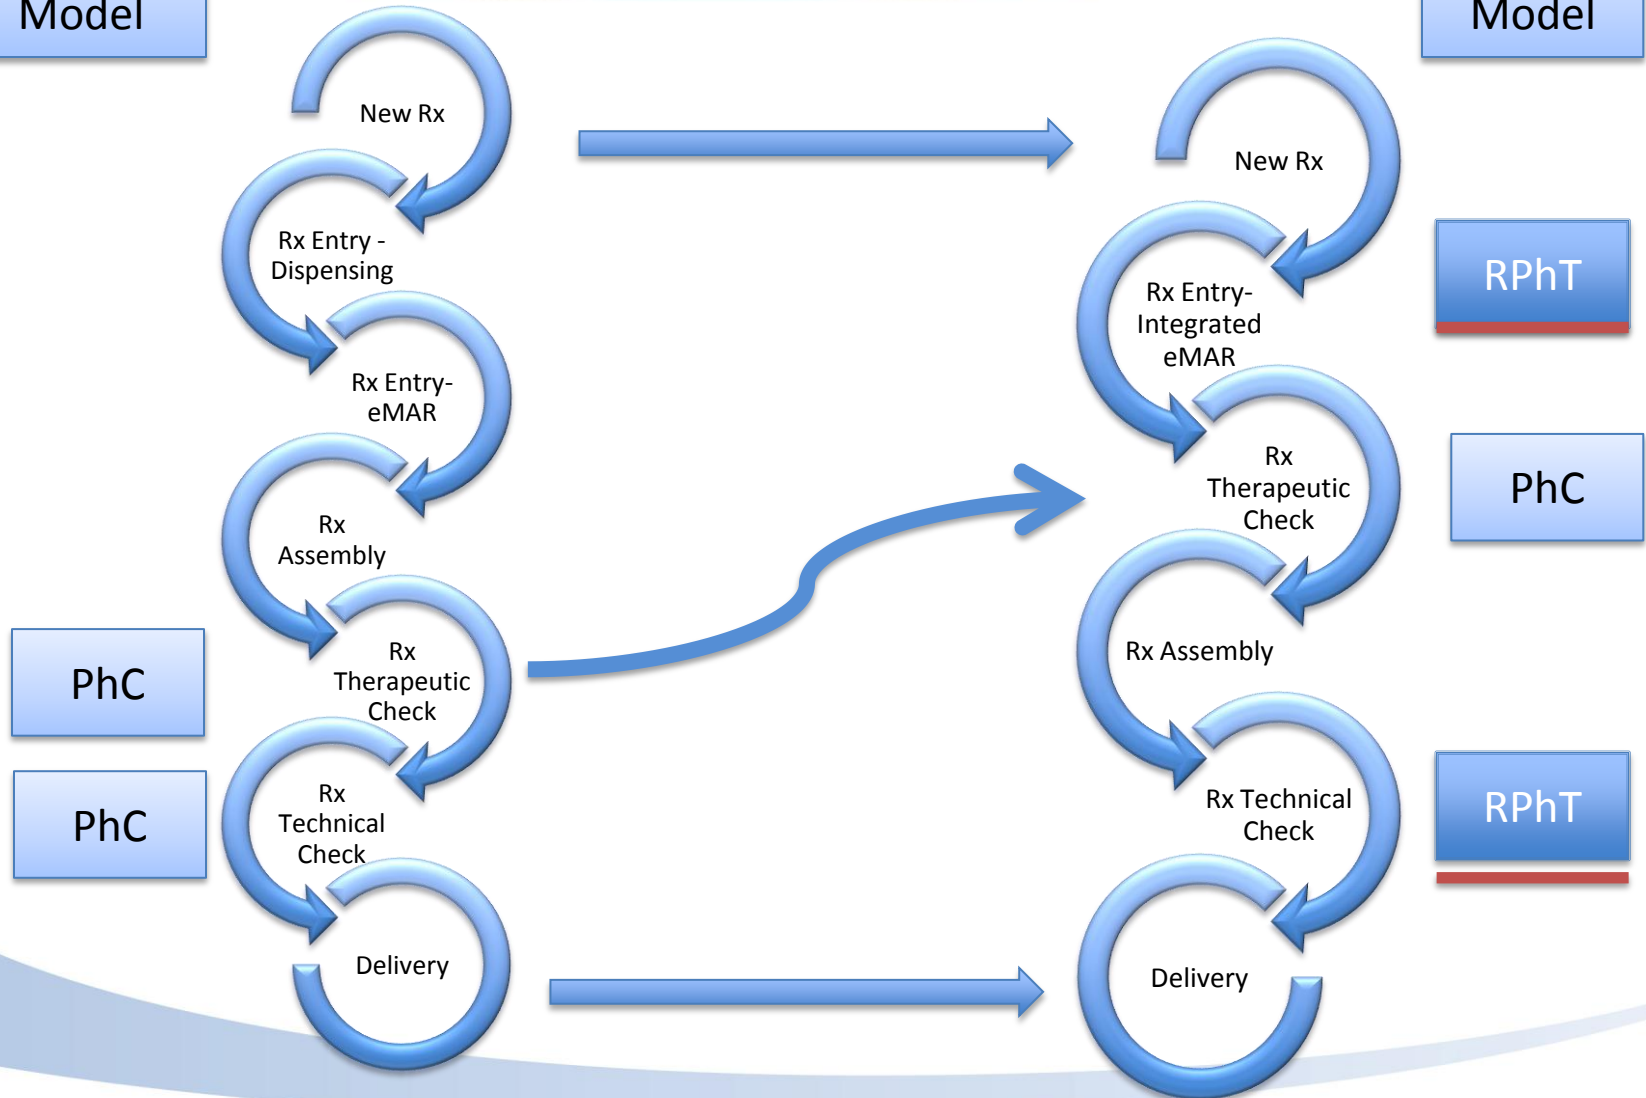 Model
Model
New Rx
Rx Entry -
Dispensing
Rx Entry-
eMAR
Rx
Assembly
Rx
Therapeutic
Check
Rx
Technical
Check
Delivery
PhC
PhC
New Rx
Rx Entry-
Integrated
eMAR
Rx
Therapeutic
Check
Rx Assembly
Rx Technical
Check
Delivery
RPhT
PhC
RPhT